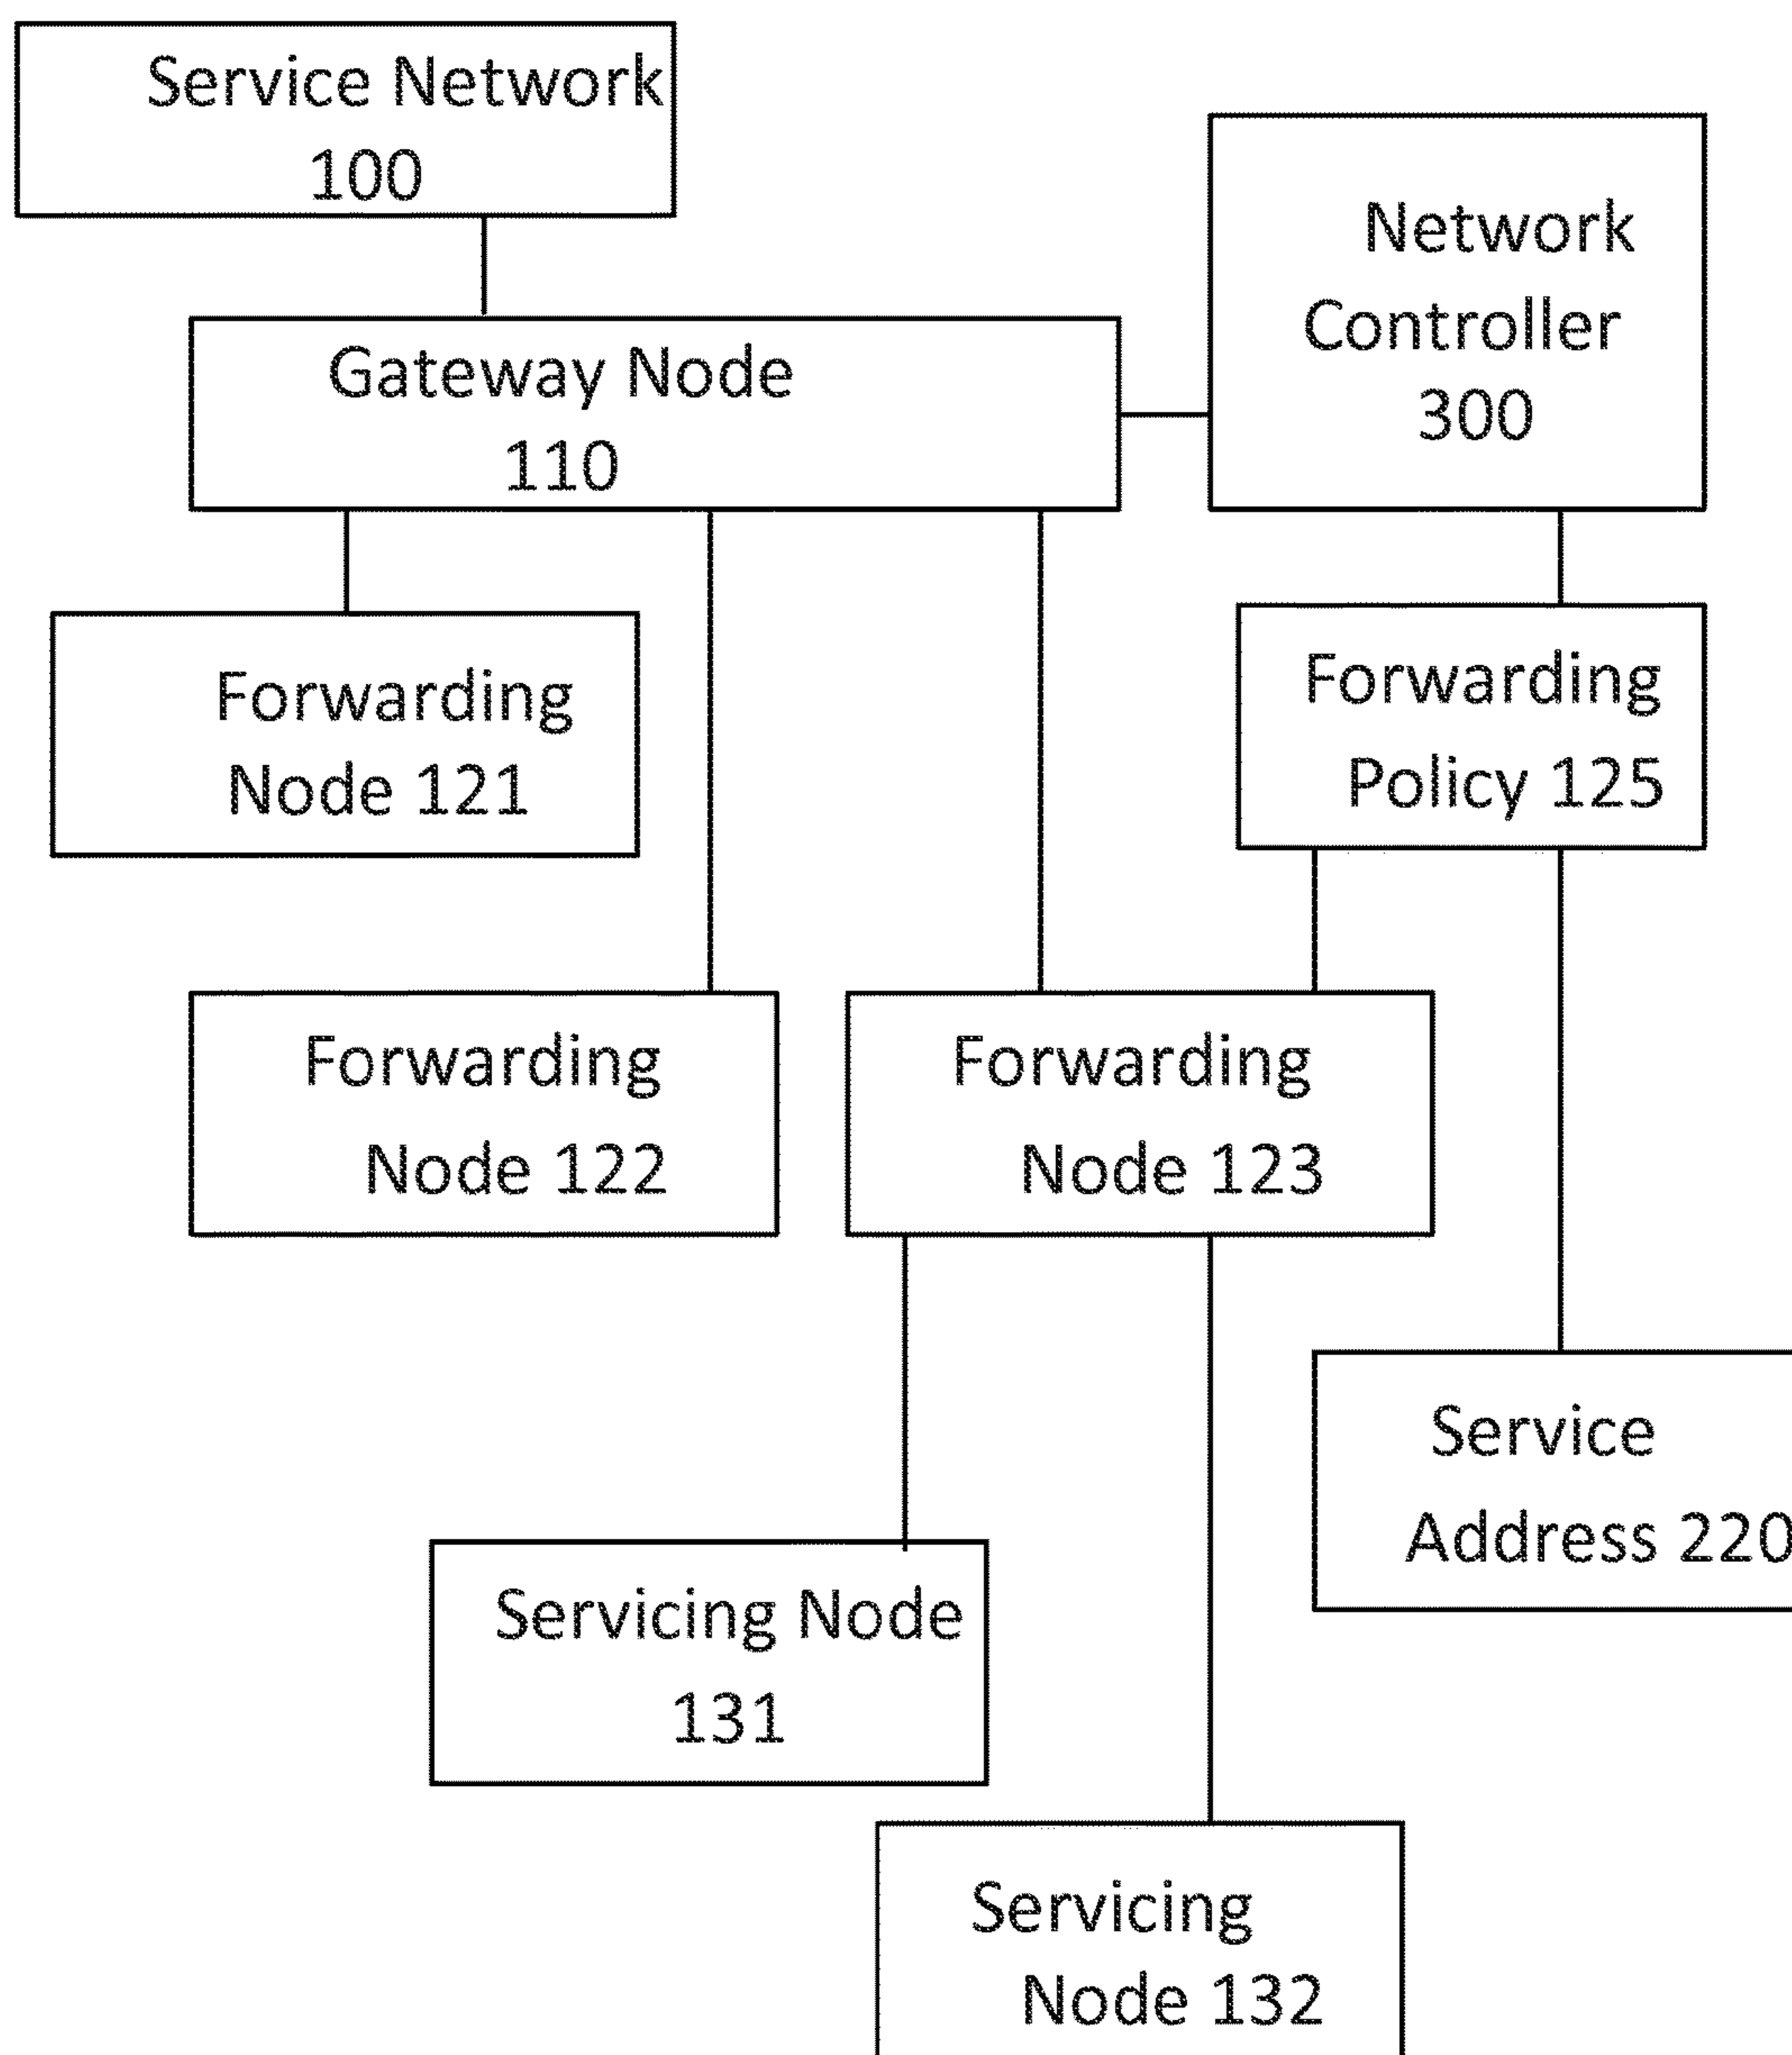 Service Network
100
Network
Controller
300
Gateway Node
110
Forwarding
Node 121
Forwarding
Policy 125
Forwarding
Node 122
Forwarding
Node 123
Service
Address 220
Servicing Node
131
Servicing
Node 132